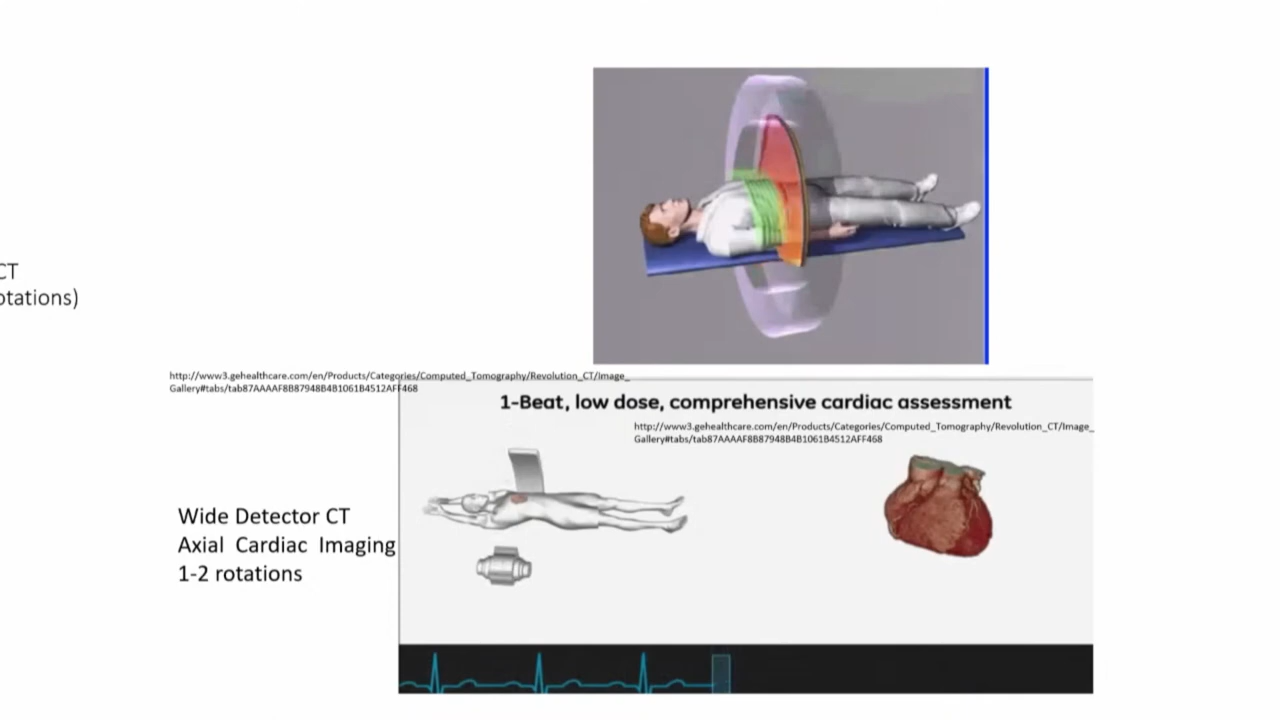 CT
otations)
http://www3.gehealthcare.com/en/Products/Categories/Computed_Tomography/Revolution_CT/Image_
Gallery#tabs/tab87AAAAF8B87948B4B1061B4512AFF468
1-Beat, low dose, comprehensive cardiac assessment
http://www3.gehealthcare.com/en/Products/Categories/Computed_Tomography/Revolution_CT/Image_
Gallery#tabs/tab87AAAAF8B87948B4B1061B4512AFF468
Wide Detector CT
Axial Cardiac Imaging
1-2 rotations